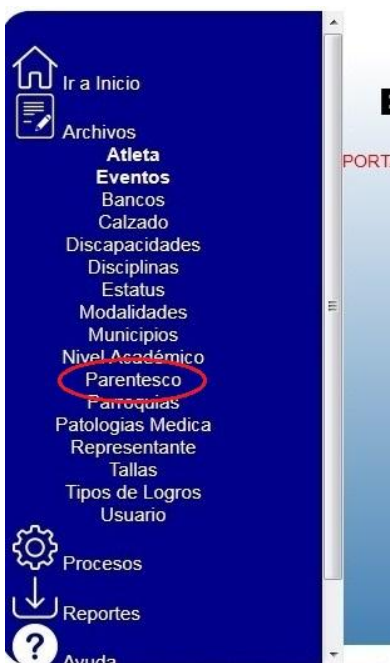 Ir a Inicio
Archivos
Atleta
Eventos
Bancos
Calzado
Discapacidades
Disciplinas
Estatus
Modalidades
Municipios
Nivel Académico
Parentesco
Parroquias
Patologias Medica
Representante
Tallas
Tipos de Logros
Usuario
Procesos
Reportes
?
Ayuda
PORT